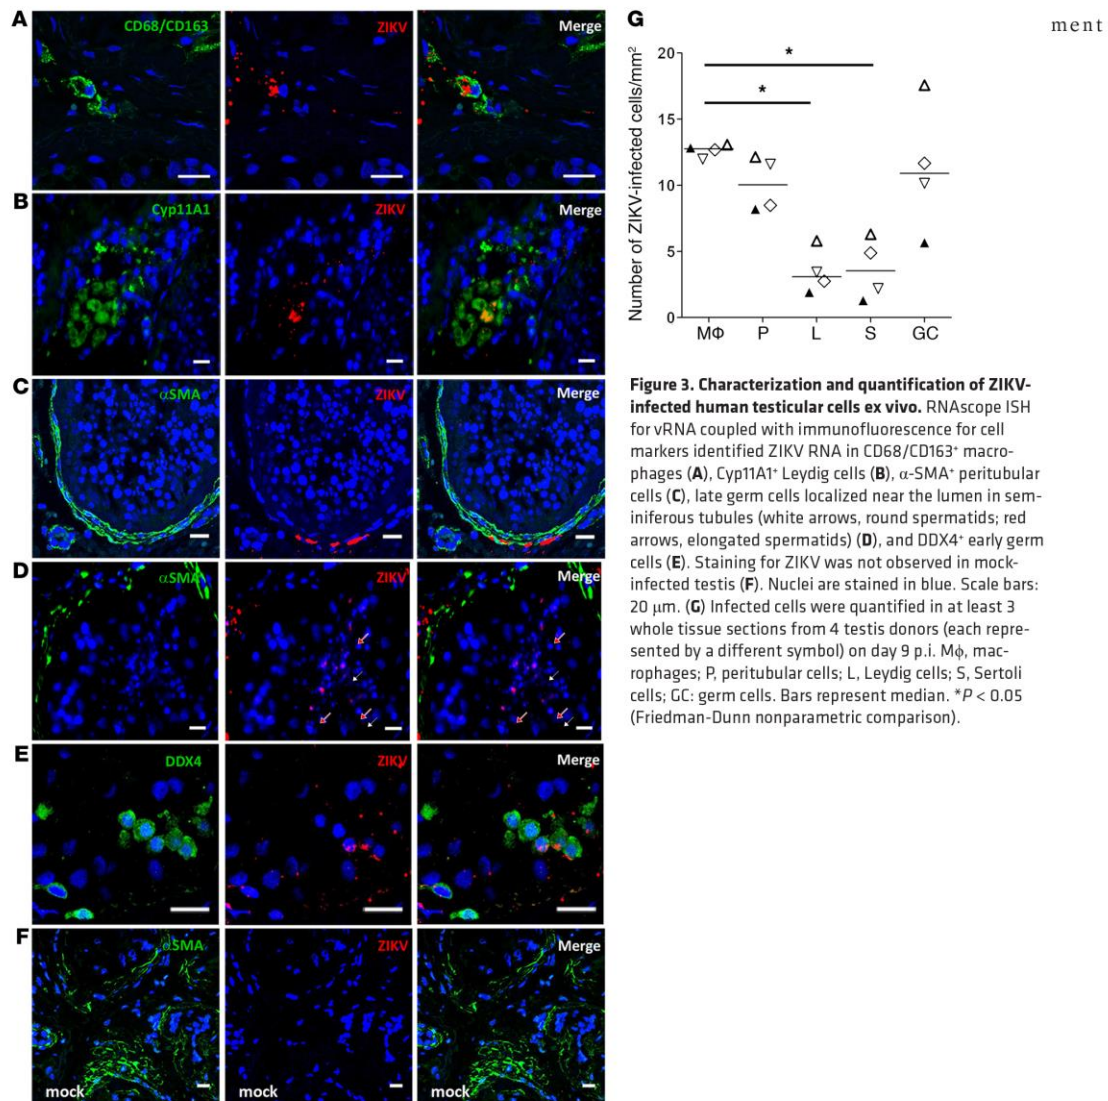 A
CD68/CD163
ZIKV
Merge
B
Cyp11A1
ZIKV
Merge
C
αSMA
ZIKV
Merge
D
αSMA
ZIKV
Merge
E
DDX4
ZIKV
Merge
F
αSMA
ZIKV
Merge
mock
mock
mock
G
ment
Number of ZIKV-infected cells/mm²
20
15
10
5
0
*
*
MΦ P L S GC
Figure 3. Characterization and quantification of ZIKV-
infected human testicular cells ex vivo. RNAscope ISH
for vRNA coupled with immunofluorescence for cell
markers identified ZIKV RNA in CD68/CD163⁺ macro-
phages (A), Cyp11A1⁺ Leydig cells (B), α-SMA⁺ peritubular
cells (C), late germ cells localized near the lumen in sem-
iniferous tubules (white arrows, round spermatids; red
arrows, elongated spermatids) (D), and DDX4⁺ early germ
cells (E). Staining for ZIKV was not observed in mock-
infected testis (F). Nuclei are stained in blue. Scale bars:
20 μm. (G) Infected cells were quantified in at least 3
whole tissue sections from 4 testis donors (each repre-
sented by a different symbol) on day 9 p.i. Mϕ, mac-
rophages; P, peritubular cells; L, Leydig cells; S, Sertoli
cells; GC: germ cells. Bars represent median. *P < 0.05
(Friedman-Dunn nonparametric comparison).